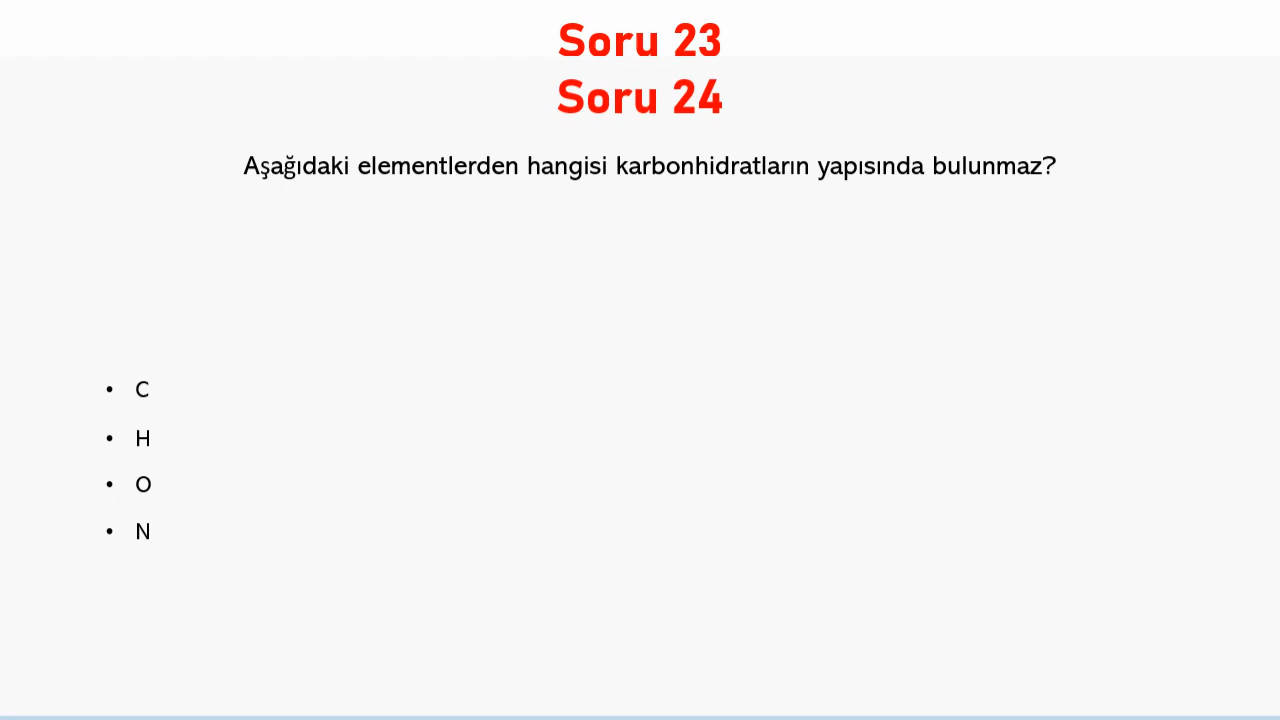 Soru 23
Soru 24
Aşağıdaki elementlerden hangisi karbonhidratların yapısında bulunmaz?
• C
• H
• O
• N